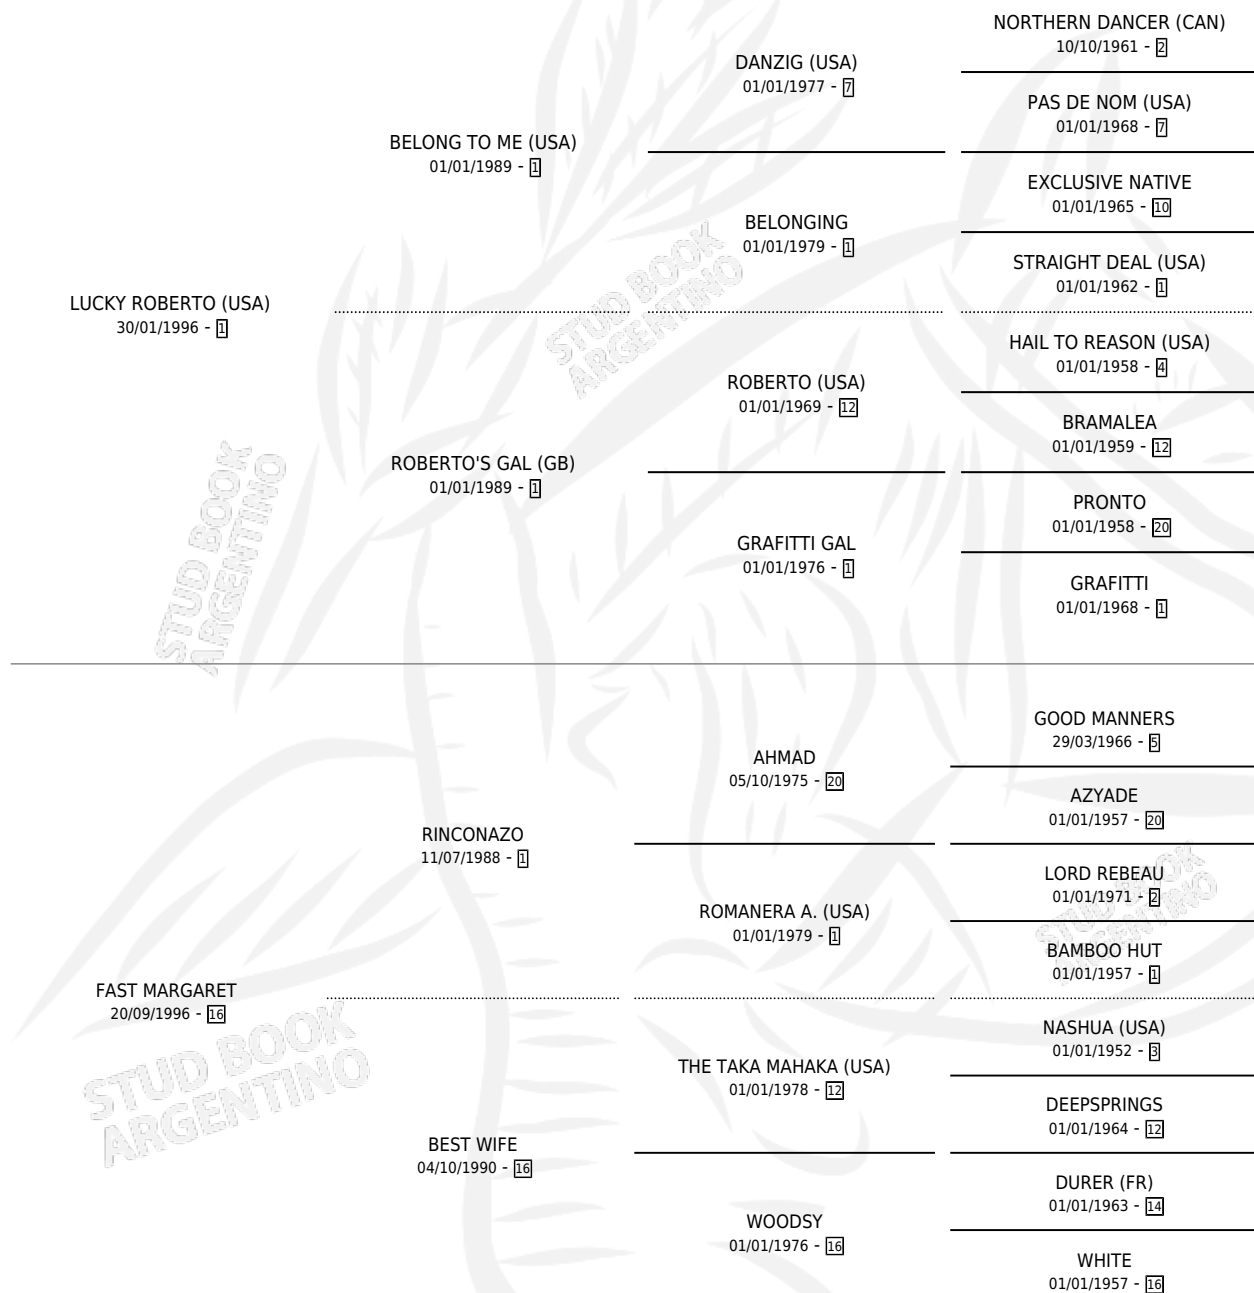 NORTHERN DANCER (CAN)
10/10/1961 - 2
DANZIG (USA)
01/01/1977 - 7
PAS DE NOM (USA)
01/01/1968 - 7
BELONG TO ME (USA)
01/01/1989 - 1
EXCLUSIVE NATIVE
01/01/1965 - 10
BELONGING
01/01/1979 - 1
STRAIGHT DEAL (USA)
01/01/1962 - 1
LUCKY ROBERTO (USA)
30/01/1996 - 1
HAIL TO REASON (USA)
01/01/1958 - 4
ROBERTO (USA)
01/01/1969 - 12
BRAMALEA
01/01/1959 - 12
ROBERTO'S GAL (GB)
01/01/1989 - 1
PRONTO
01/01/1958 - 20
GRAFITTI GAL
01/01/1976 - 1
GRAFITTI
01/01/1968 - 1
GOOD MANNERS
29/03/1966 - 5
AHMAD
05/10/1975 - 20
AZYADE
01/01/1957 - 20
RINCONAZO
11/07/1988 - 1
LORD REBEAU
01/01/1971 - 2
ROMANERA A. (USA)
01/01/1979 - 1
BAMBOO HUT
01/01/1957 - 1
FAST MARGARET
20/09/1996 - 16
NASHUA (USA)
01/01/1952 - 3
THE TAKA MAHAKA (USA)
01/01/1978 - 12
DEEPSPRINGS
01/01/1964 - 12
BEST WIFE
04/10/1990 - 16
DURER (FR)
01/01/1963 - 14
WOODSY
01/01/1976 - 16
WHITE
01/01/1957 - 16
STUD BOOK
ARGENTINO
STUD BOOK
ARGENTINO
STUD BOOK
ARGENTINO
STUD BOOK
ARGENTINO